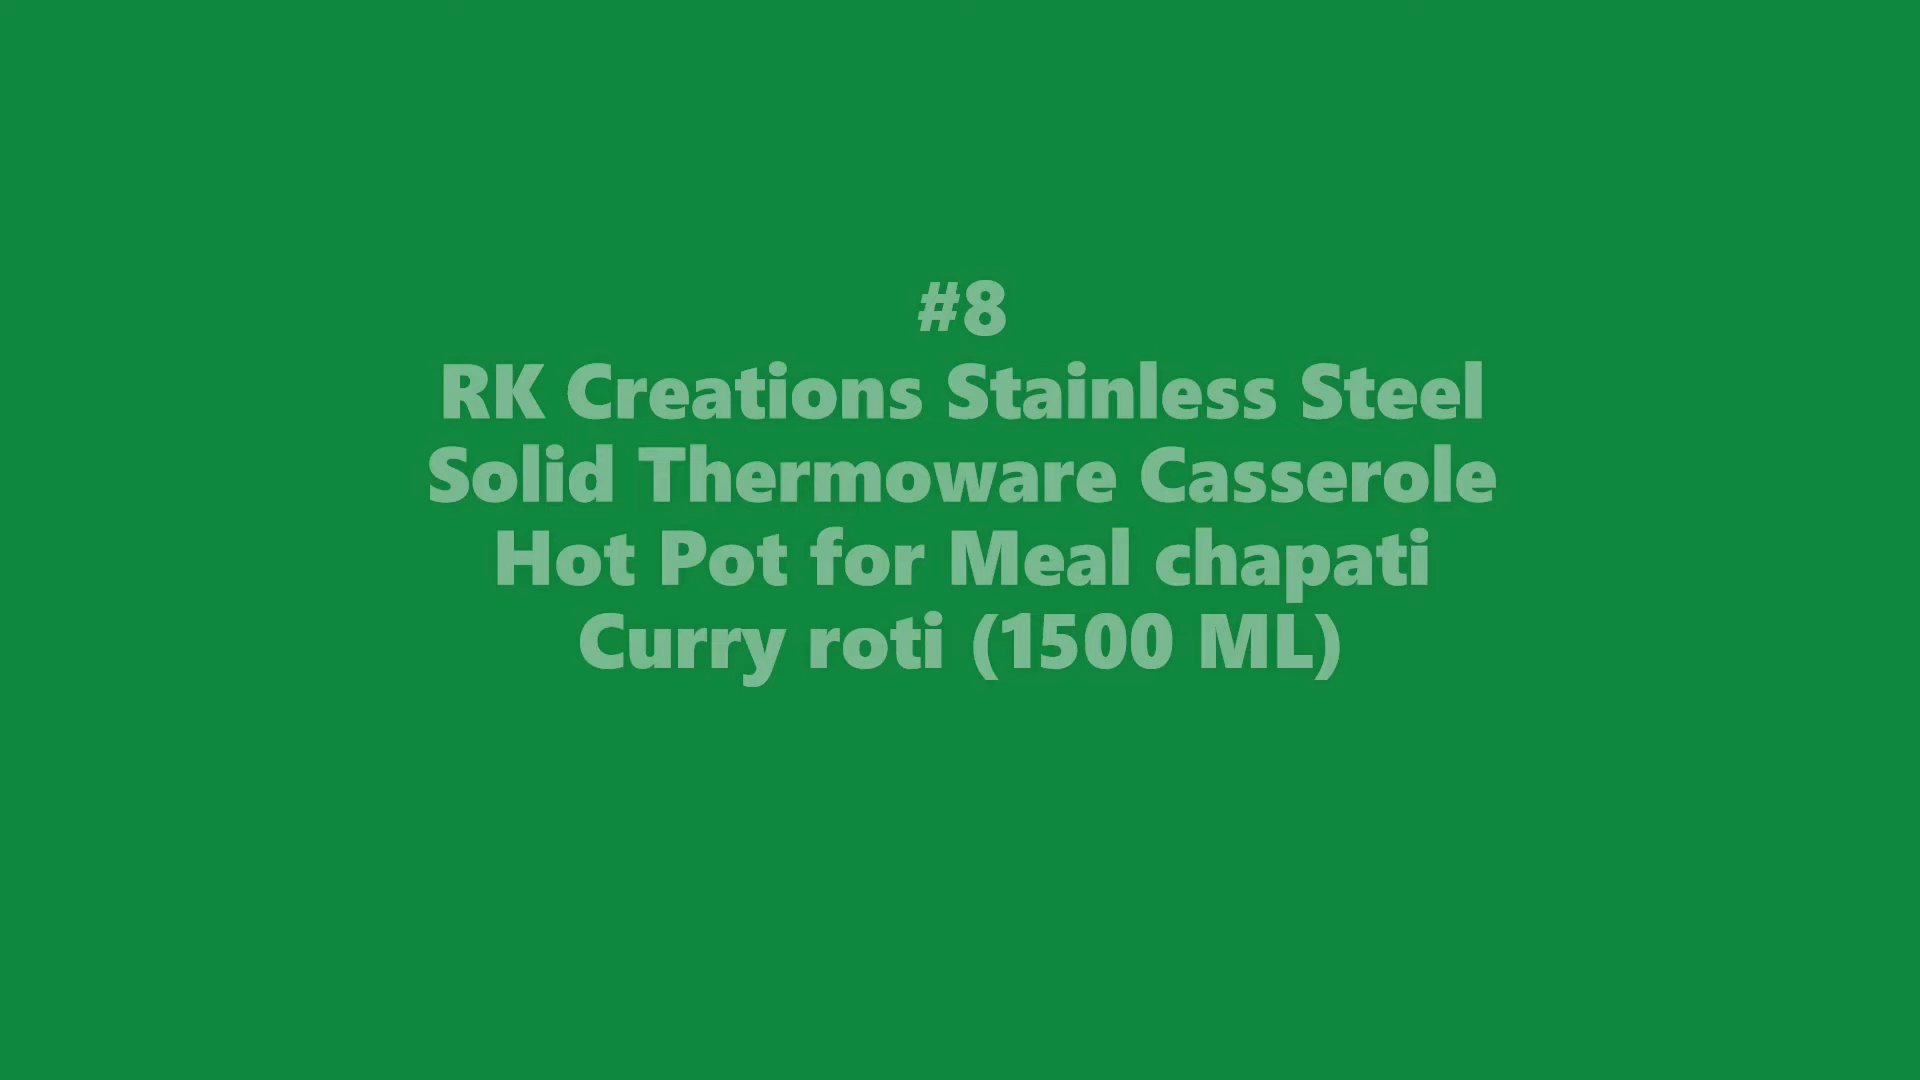 #8
RK Creations Stainless Steel
Solid Thermoware Casserole
Hot Pot for Meal chapati
Curry roti (1500 ML)